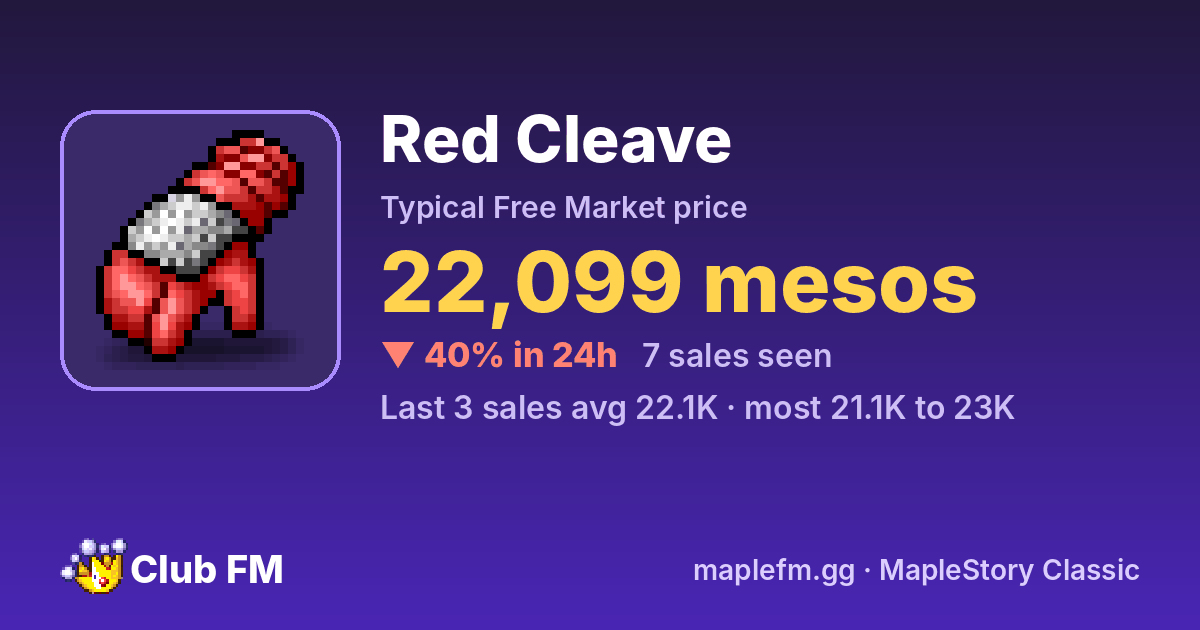 Red Cleave
Typical Free Market price
22,099 mesos
▼ 40% in 24h 7 sales seen
Last 3 sales avg 22.1K · most 21.1K to 23K
Club FM
maplefm.gg · MapleStory Classic